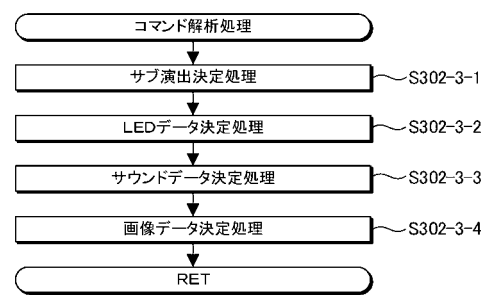 コマンド解析処理
サブ演出決定処理 S302-3-1
LEDデータ決定処理 S302-3-2
サウンドデータ決定処理 S302-3-3
画像データ決定処理 S302-3-4
RET